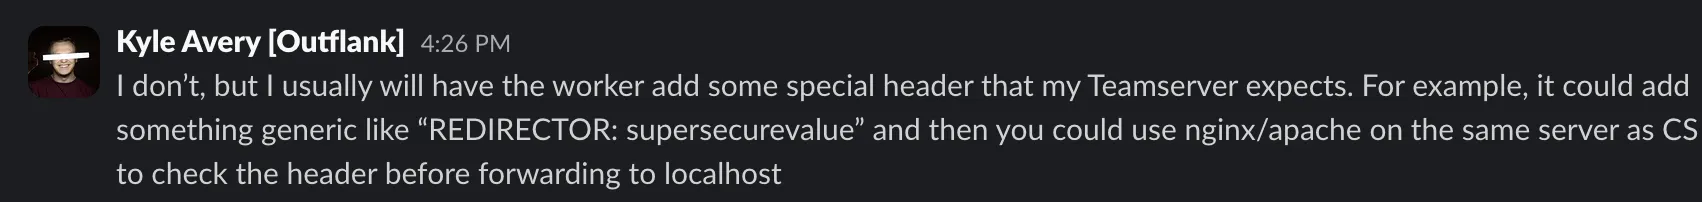 Kyle Avery [Outflank] 4:26 PM
I don’t, but I usually will have the worker add some special header that my Teamserver expects. For example, it could add
something generic like “REDIRECTOR: supersecurevalue” and then you could use nginx/apache on the same server as CS
to check the header before forwarding to localhost